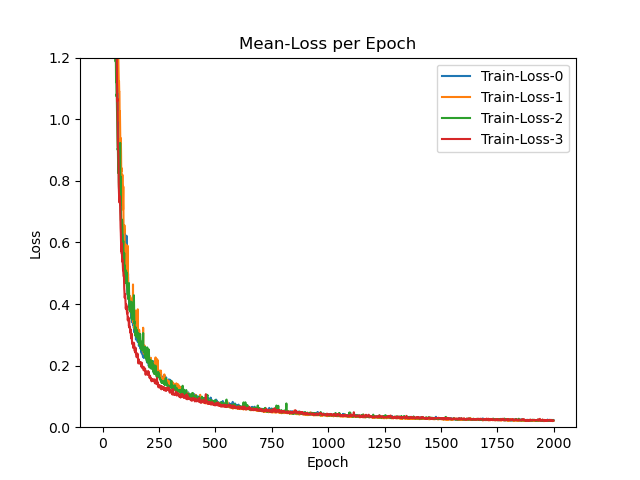 Mean-Loss per Epoch
Train-Loss-0
Train-Loss-1
Train-Loss-2
Train-Loss-3
1.2
1.0
0.8
0.6
0.4
0.2
0.0
Loss
0 250 500 750 1000 1250 1500 1750 2000
Epoch